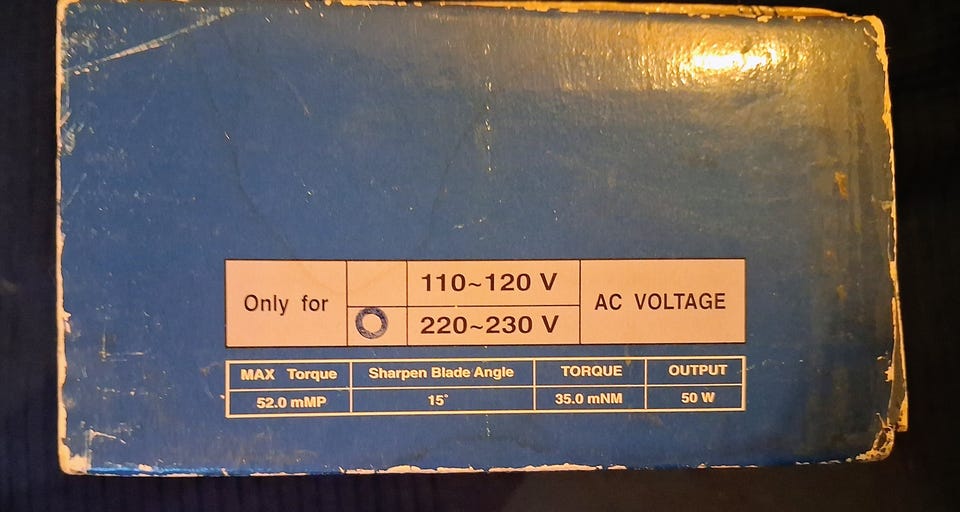 Only for
110~120 V
220~230 V
AC VOLTAGE
MAX Torque Sharpen Blade Angle TORQUE OUTPUT
52.0 mMP 15° 35.0 mNM 50 W